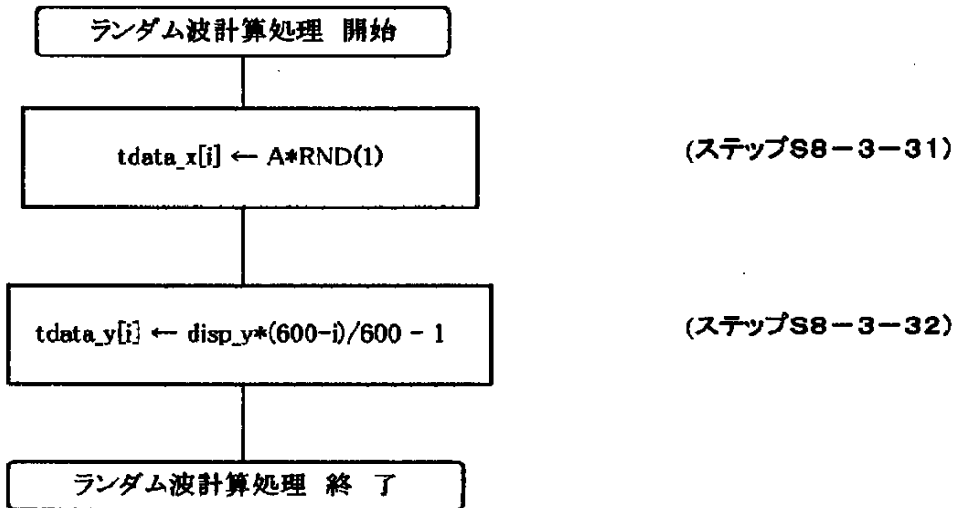 ランダム波計算処理 開始
tdata_x[i] ← A*RND(1)
(ステップS8−3−31)
tdata_y[i] ← disp_y*(600-i)/600 - 1
(ステップS8−3−32)
ランダム波計算処理 終 了